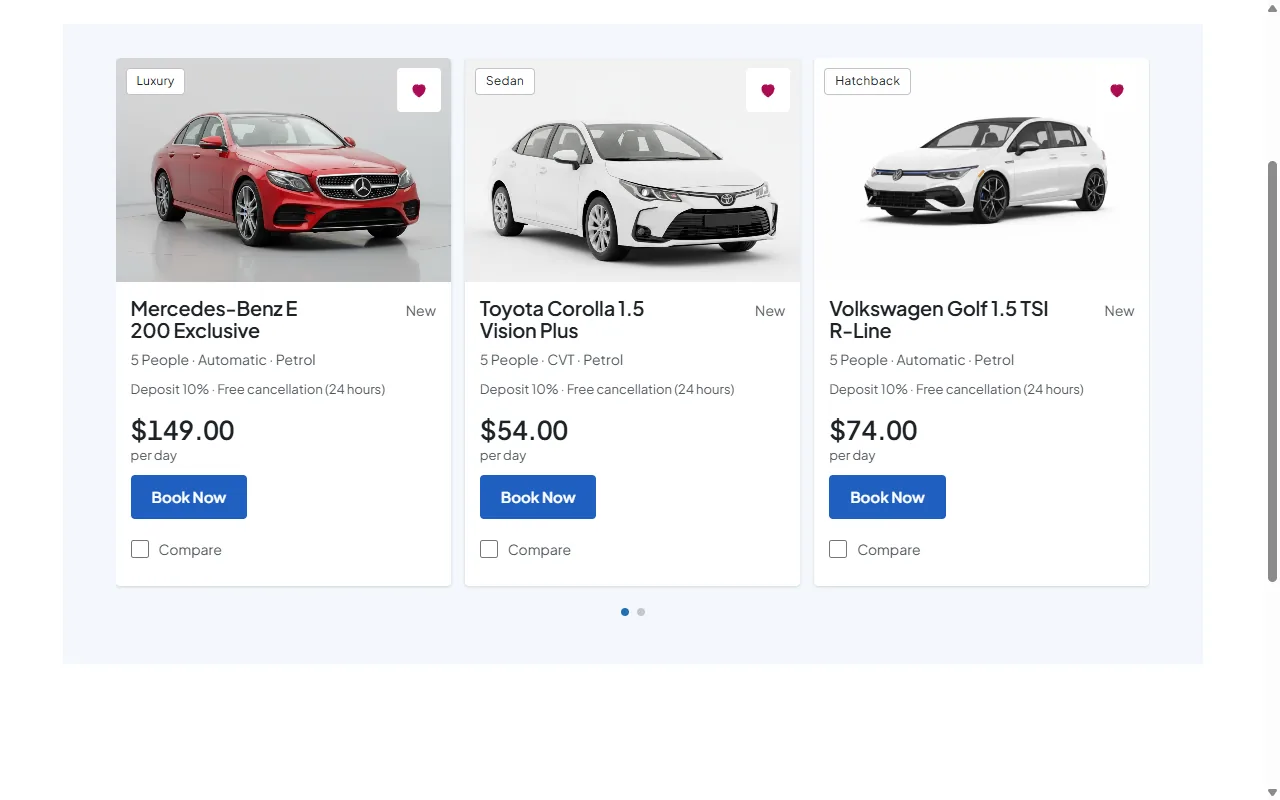 Luxury
Mercedes-Benz E
200 Exclusive
New
5 People · Automatic · Petrol
Deposit 10% · Free cancellation (24 hours)
$149.00
per day
Book Now
Compare
Sedan
Toyota Corolla 1.5
Vision Plus
New
5 People · CVT · Petrol
Deposit 10% · Free cancellation (24 hours)
$54.00
per day
Book Now
Compare
Hatchback
Volkswagen Golf 1.5 TSI
R-Line
New
5 People · Automatic · Petrol
Deposit 10% · Free cancellation (24 hours)
$74.00
per day
Book Now
Compare